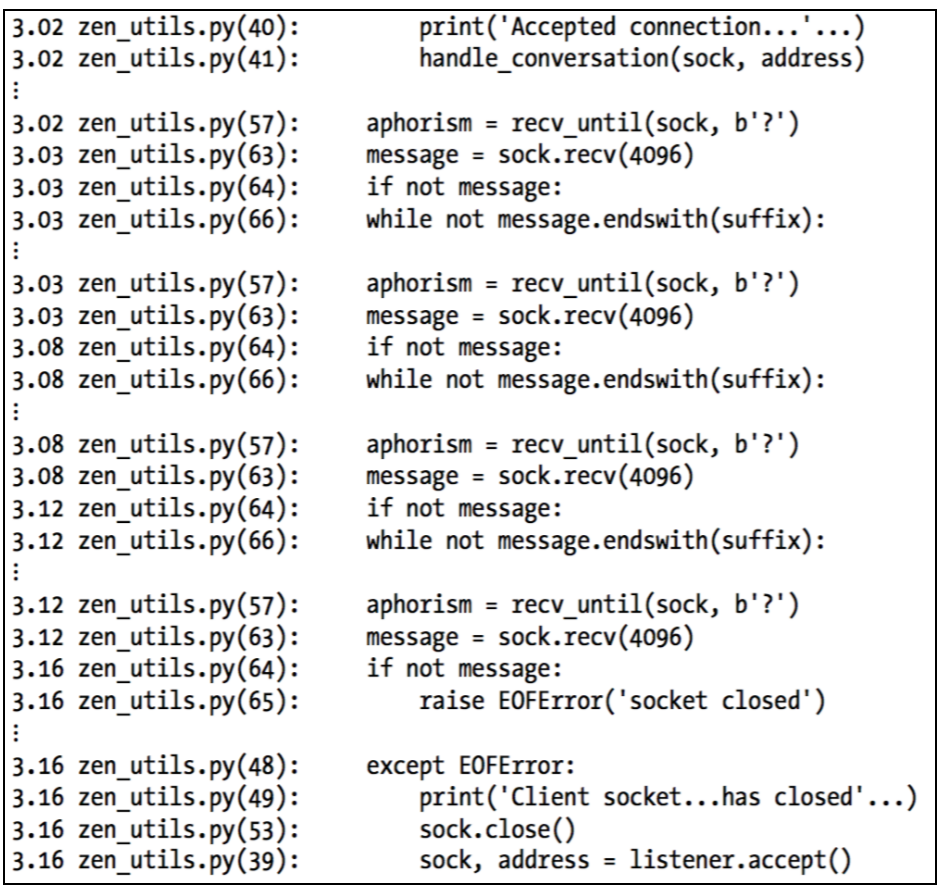 3.02 zen_utils.py(40):        print('Accepted connection...'...)
3.02 zen_utils.py(41):        handle_conversation(sock, address)
⋮
3.02 zen_utils.py(57):    aphorism = recv_until(sock, b'?')
3.03 zen_utils.py(63):    message = sock.recv(4096)
3.03 zen_utils.py(64):    if not message:
3.03 zen_utils.py(66):    while not message.endswith(suffix):
⋮
3.03 zen_utils.py(57):    aphorism = recv_until(sock, b'?')
3.03 zen_utils.py(63):    message = sock.recv(4096)
3.08 zen_utils.py(64):    if not message:
3.08 zen_utils.py(66):    while not message.endswith(suffix):
⋮
3.08 zen_utils.py(57):    aphorism = recv_until(sock, b'?')
3.08 zen_utils.py(63):    message = sock.recv(4096)
3.12 zen_utils.py(64):    if not message:
3.12 zen_utils.py(66):    while not message.endswith(suffix):
⋮
3.12 zen_utils.py(57):    aphorism = recv_until(sock, b'?')
3.12 zen_utils.py(63):    message = sock.recv(4096)
3.16 zen_utils.py(64):    if not message:
3.16 zen_utils.py(65):        raise EOFError('socket closed')
⋮
3.16 zen_utils.py(48):    except EOFError:
3.16 zen_utils.py(49):        print('Client socket...has closed'...)
3.16 zen_utils.py(53):        sock.close()
3.16 zen_utils.py(39):        sock, address = listener.accept()